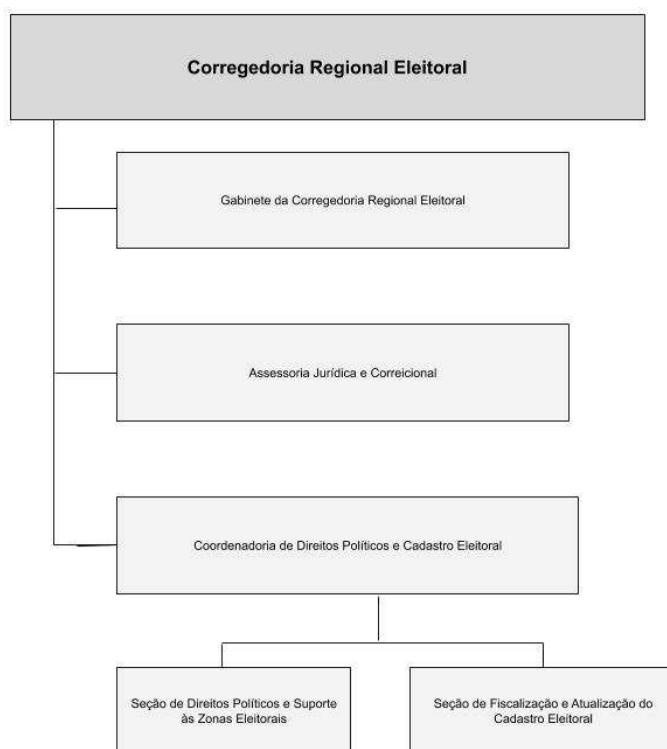 Corregedoria Regional Eleitoral
Gabinete da Corregedoria Regional Eleitoral
Assessoria Jurídica e Correicional
Coordenadoria de Direitos Políticos e Cadastro Eleitoral
Seção de Direitos Políticos e Suporte
às Zonas Eleitorais
Seção de Fiscalização e Atualização do
Cadastro Eleitoral